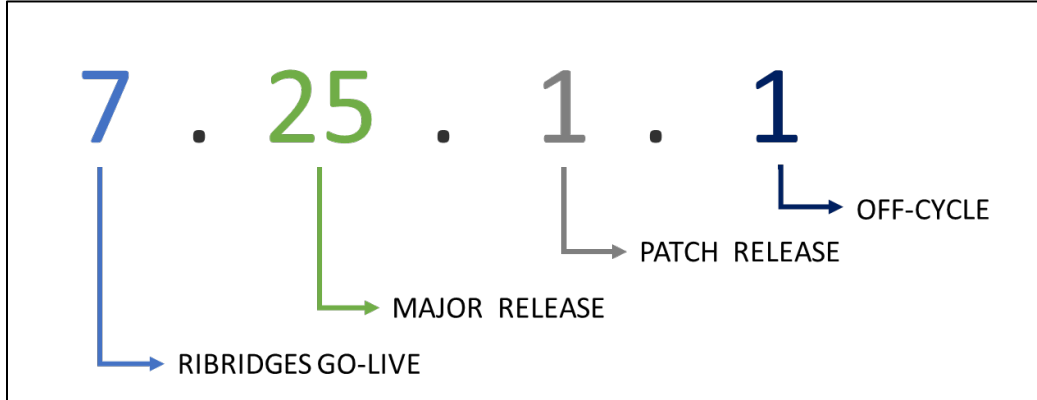 7 . 25 . 1 . 1
OFF-CYCLE
PATCH RELEASE
MAJOR RELEASE
RIBRIDGES GO-LIVE